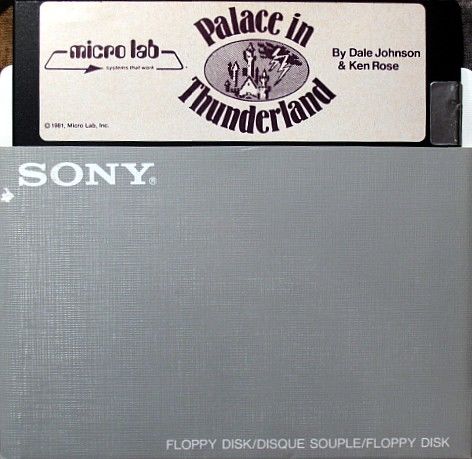 micro lab
systems that work
Palace in
Thunderland
By Dale Johnson
& Ken Rose
© 1981, Micro Lab, Inc.
SONY®
FLOPPY DISK/DISQUE SOUPLE/FLOPPY DISK